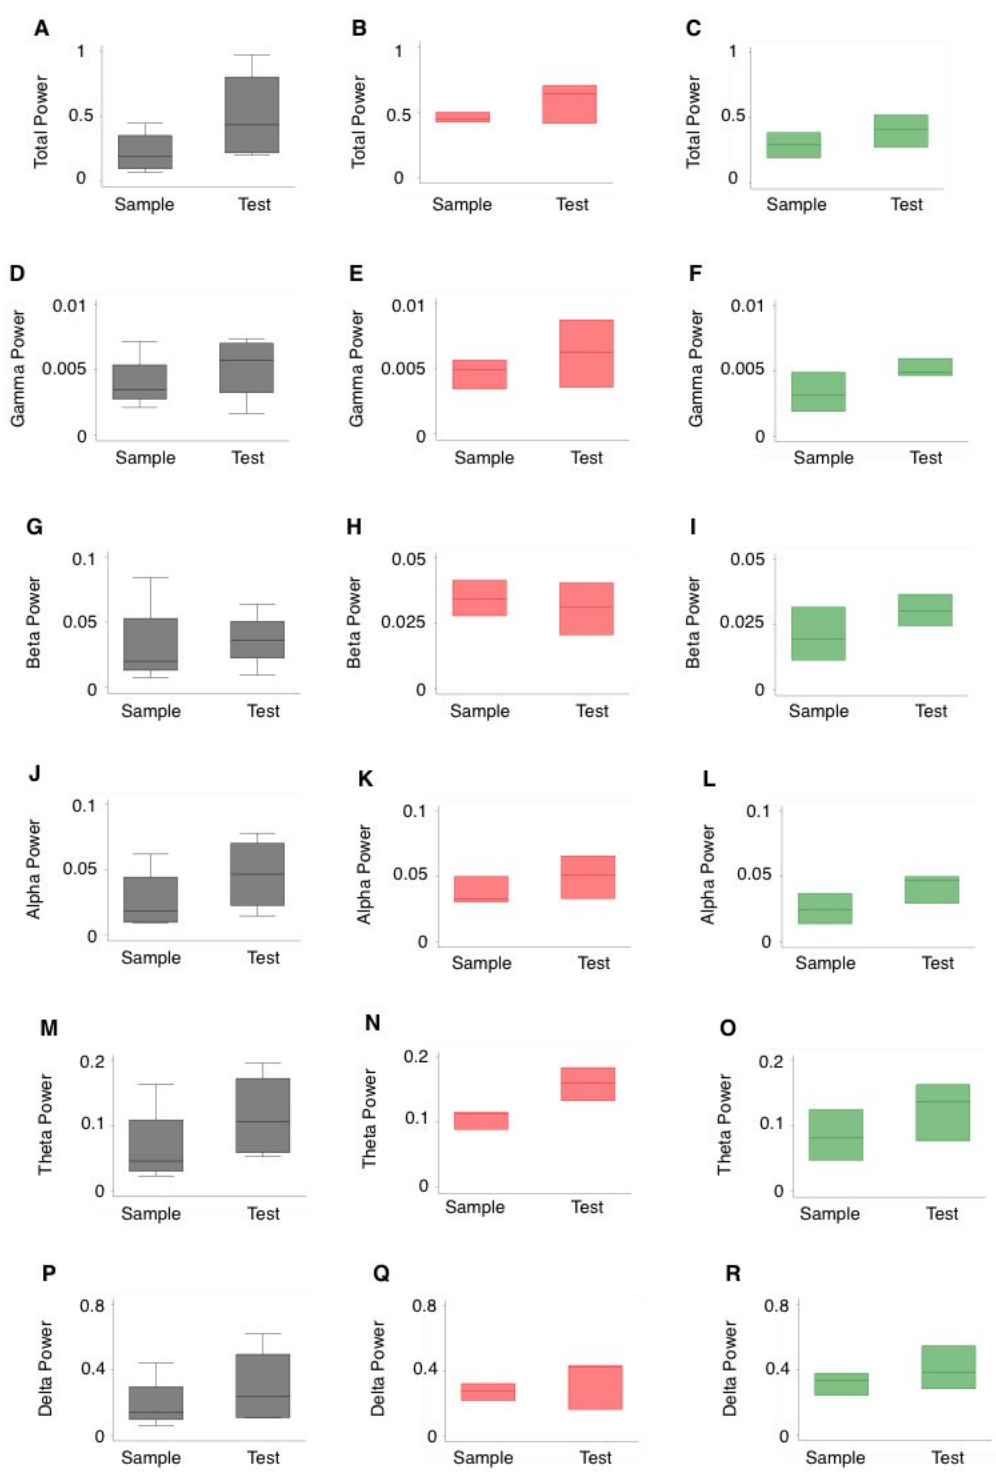 A
B
C
Total Power
1
0.5
0
Sample
Test
Total Power
1
0.5
0
Sample
Test
Total Power
1
0.5
0
Sample
Test
D
E
F
Gamma Power
0.01
0.005
0
Sample
Test
Gamma Power
0.01
0.005
0
Sample
Test
Gamma Power
0.01
0.005
0
Sample
Test
G
H
I
Beta Power
0.1
0.05
0
Sample
Test
Beta Power
0.05
0.025
0
Sample
Test
Beta Power
0.05
0.025
0
Sample
Test
J
K
L
Alpha Power
0.1
0.05
0
Sample
Test
Alpha Power
0.1
0.05
0
Sample
Test
Alpha Power
0.1
0.05
0
Sample
Test
M
N
O
Theta Power
0.2
0.1
0
Sample
Test
Theta Power
0.2
0.1
0
Sample
Test
Theta Power
0.2
0.1
0
Sample
Test
P
Q
R
Delta Power
0.8
0.4
0
Sample
Test
Delta Power
0.8
0.4
0
Sample
Test
Delta Power
0.8
0.4
0
Sample
Test